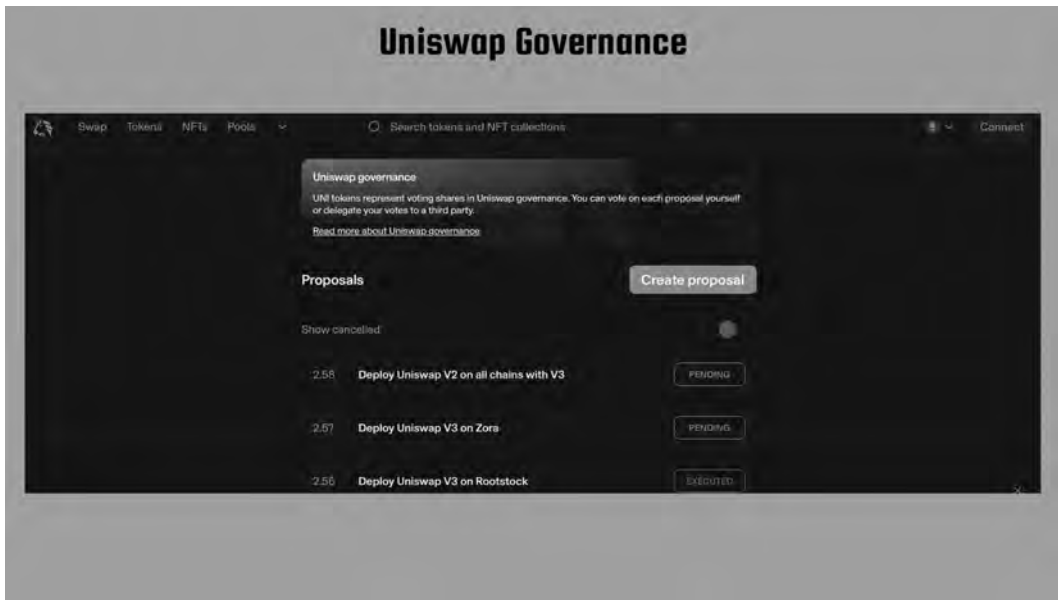 Uniswap Governance
Swap Tokens NFTs Pools
Search tokens and NFT collections
Connect
Uniswap governance
UNI tokens represent voting shares in Uniswap governance. You can vote on each proposal yourself
or delegate your votes to a third party.
Read more about Uniswap governance
Proposals
Create proposal
Show cancelled
2.58 Deploy Uniswap V2 on all chains with V3 PENDING
2.57 Deploy Uniswap V3 on Zora PENDING
2.56 Deploy Uniswap V3 on Rootstock EXECUTED